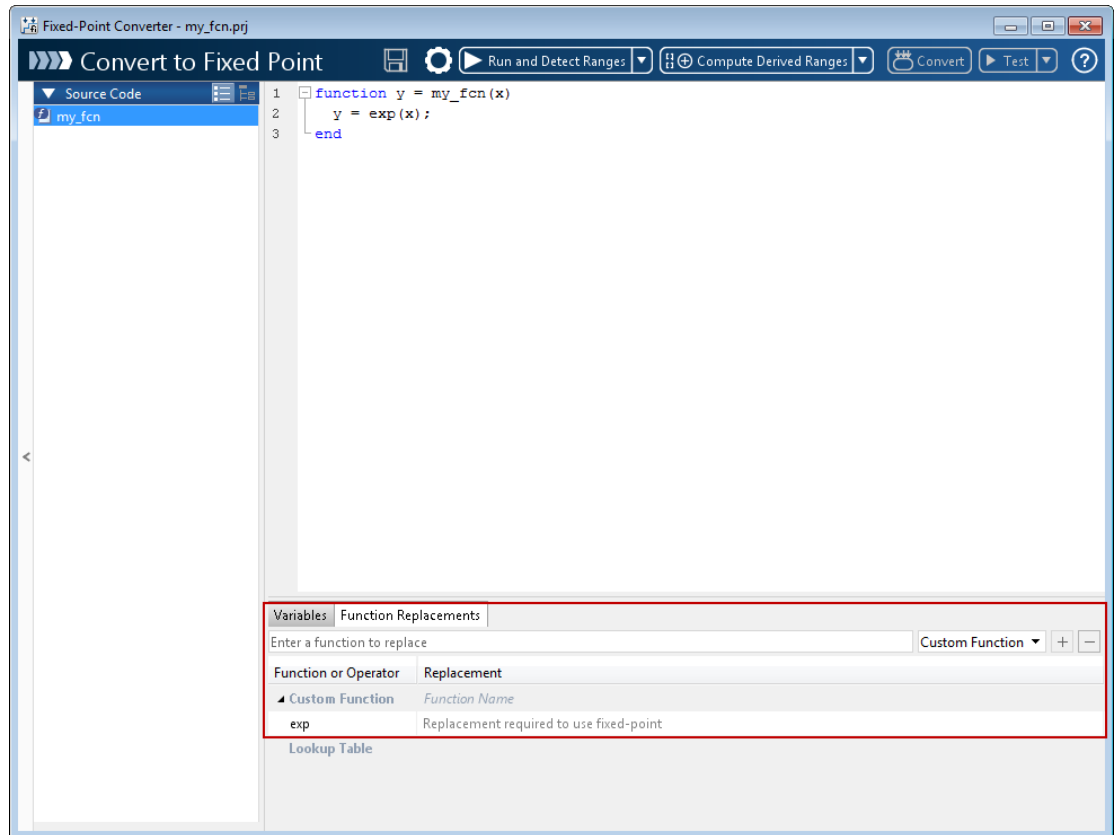 Fixed-Point Converter - my_fcn.prj
Convert to Fixed Point Run and Detect Ranges Compute Derived Ranges Convert Test ?
Source Code
my_fcn
1 function y = my_fcn(x)
2 y = exp(x);
3 end
<
Variables Function Replacements
Enter a function to replace Custom Function + −
Function or Operator Replacement
Custom Function Function Name
exp Replacement required to use fixed-point
Lookup Table